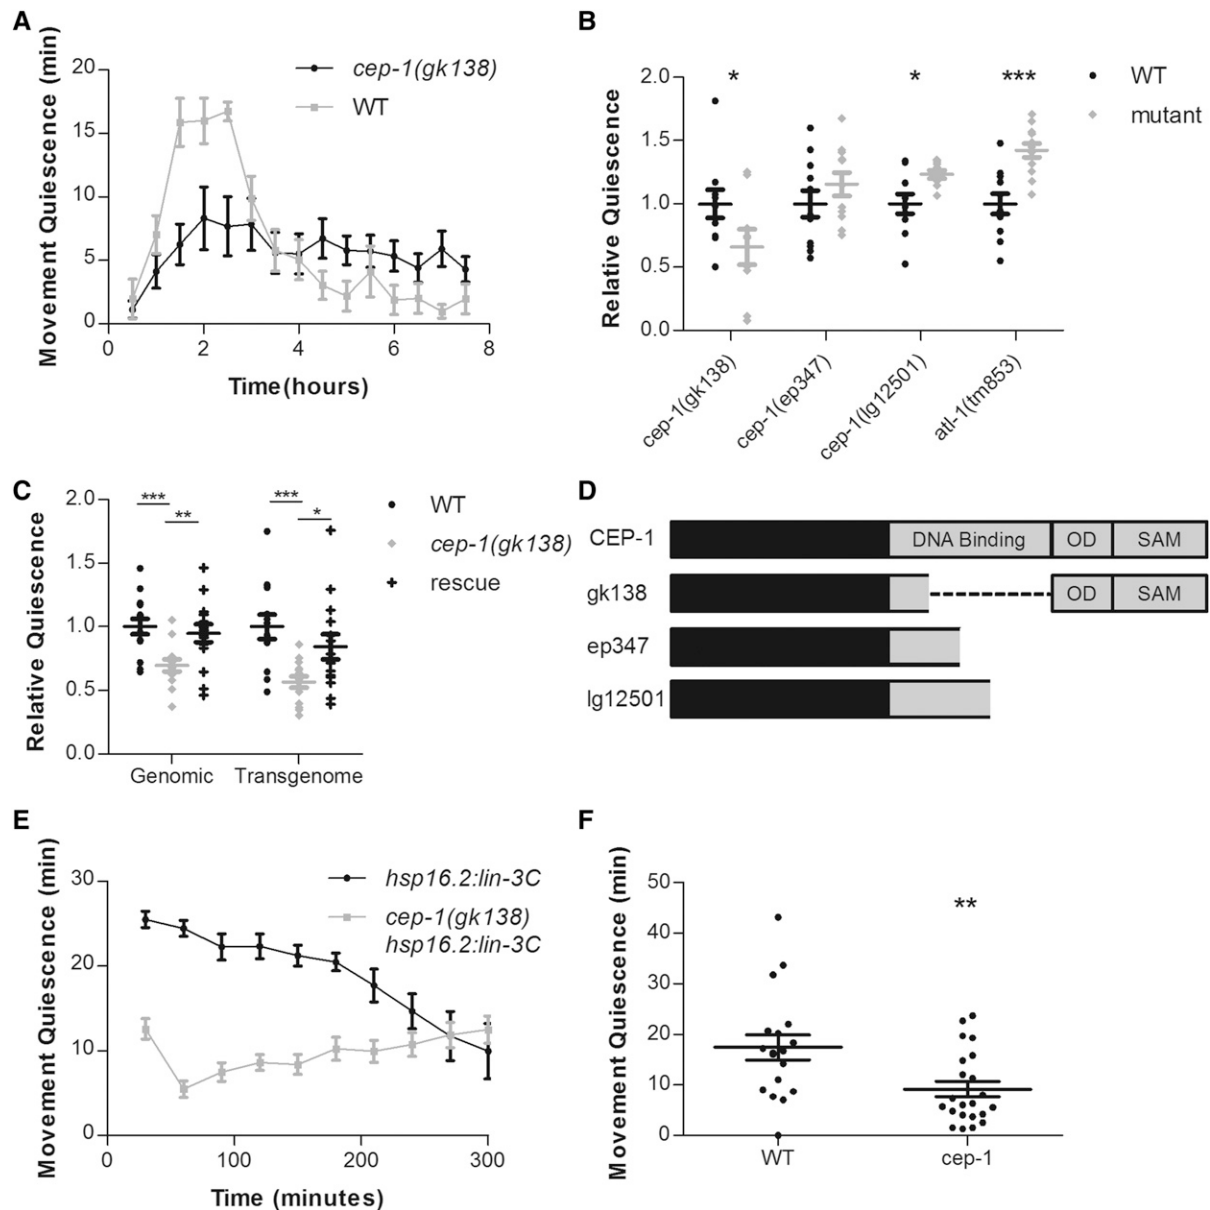 A
Movement Quiescence (min)
20
15
10
5
0
0 2 4 6 8
Time(hours)
cep-1(gk138)
WT
B
Relative Quiescence
2.0
1.5
1.0
0.5
0.0
* * ***
WT
mutant
cep-1(gk138)
cep-1(ep347)
cep-1(lg12501)
atl-1(tm853)
C
Relative Quiescence
2.0
1.5
1.0
0.5
0.0
*** ** *** *
Genomic Transgenome
WT
cep-1(gk138)
rescue
D
CEP-1 DNA Binding OD SAM
gk138 OD SAM
ep347
lg12501
E
Movement Quiescence (min)
30
20
10
0
0 100 200 300
Time (minutes)
hsp16.2:lin-3C
cep-1(gk138)
hsp16.2:lin-3C
F
Movement Quiescence (min)
50
40
30
20
10
0
**
WT cep-1